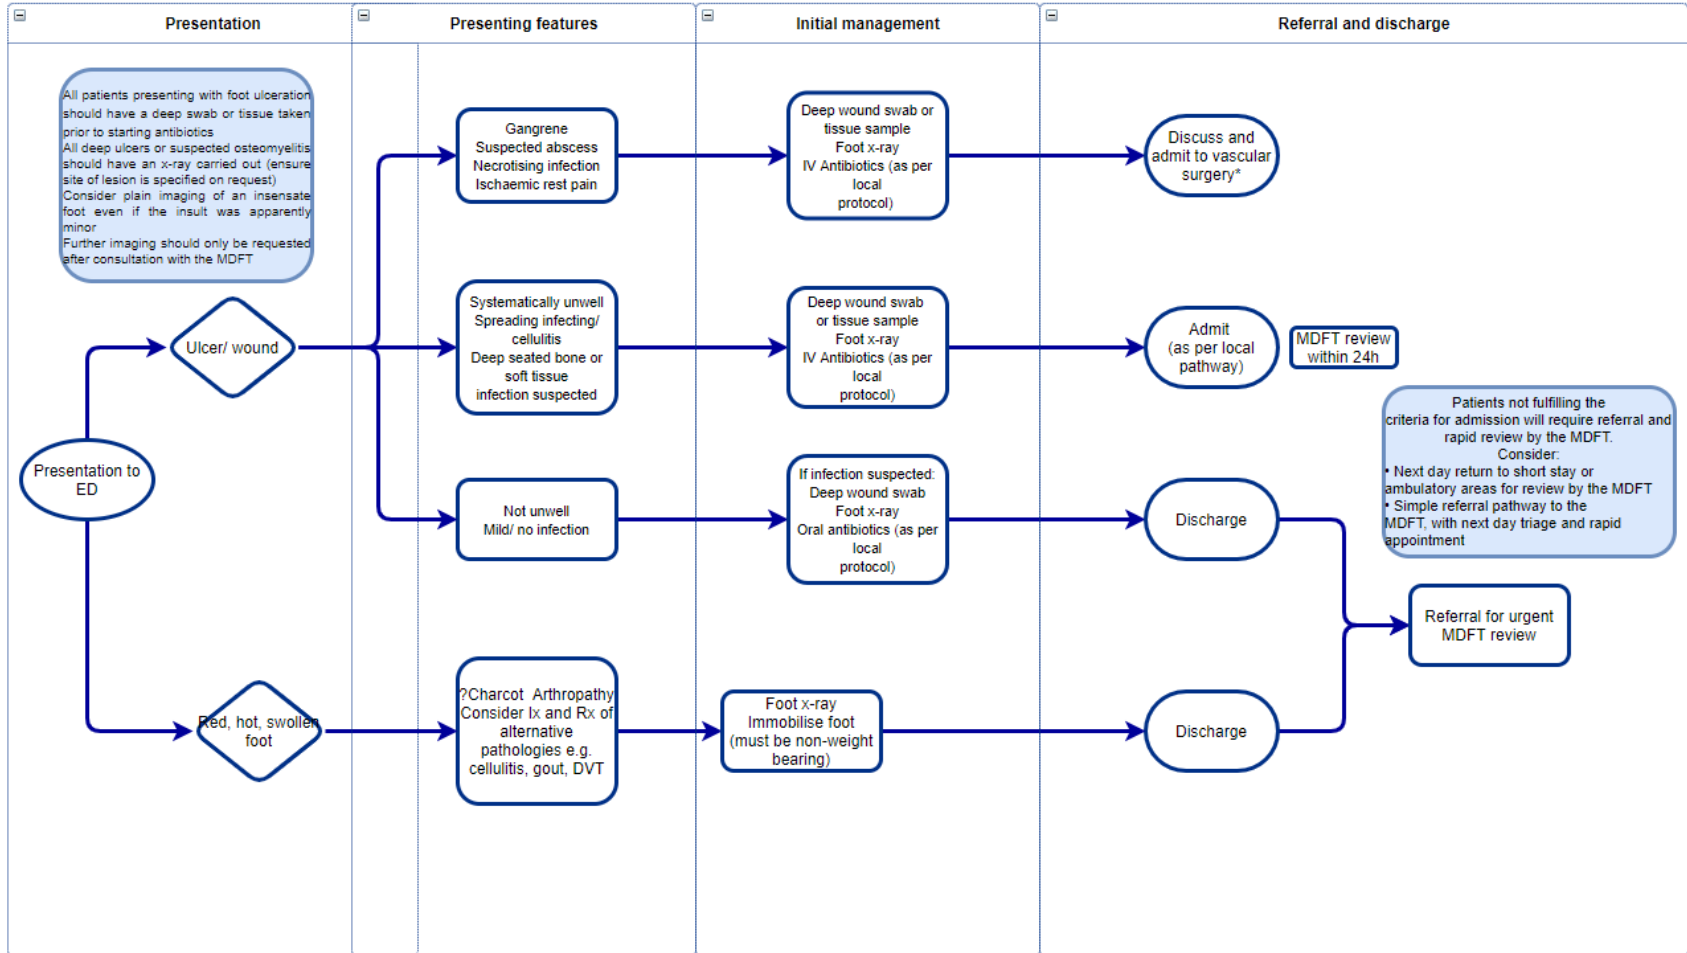 Presentation
Presenting features
Initial management
Referral and discharge
All patients presenting with foot ulceration
should have a deep swab or tissue taken
prior to starting antibiotics
All deep ulcers or suspected osteomyelitis
should have an x-ray carried out (ensure
site of lesion is specified on request)
Consider plain imaging of an insensate
foot even if the insult was apparently
minor
Further imaging should only be requested
after consultation with the MDFT
Gangrene
Suspected abscess
Necrotising infection
Ischaemic rest pain
Deep wound swab or
tissue sample
Foot x-ray
IV Antibiotics (as per
local
protocol)
Discuss and
admit to vascular
surgery*
Ulcer/ wound
Systematically unwell
Spreading infecting/
cellulitis
Deep seated bone or
soft tissue
infection suspected
Deep wound swab
or tissue sample
Foot x-ray
IV Antibiotics (as per
local
protocol)
Admit
(as per local
pathway)
MDFT review
within 24h
Patients not fulfilling the
criteria for admission will require referral and
rapid review by the MDFT.
Consider:
• Next day return to short stay or
ambulatory areas for review by the MDFT
• Simple referral pathway to the
MDFT, with next day triage and rapid
appointment
Presentation to
ED
Not unwell
Mild/ no infection
If infection suspected:
Deep wound swab
Foot x-ray
Oral antibiotics (as per
local
protocol)
Discharge
Referral for urgent
MDFT review
Red, hot, swollen
foot
?Charcot Arthropathy
Consider Ix and Rx of
alternative
pathologies e.g.
cellulitis, gout, DVT
Foot x-ray
Immobilise foot
(must be non-weight
bearing)
Discharge